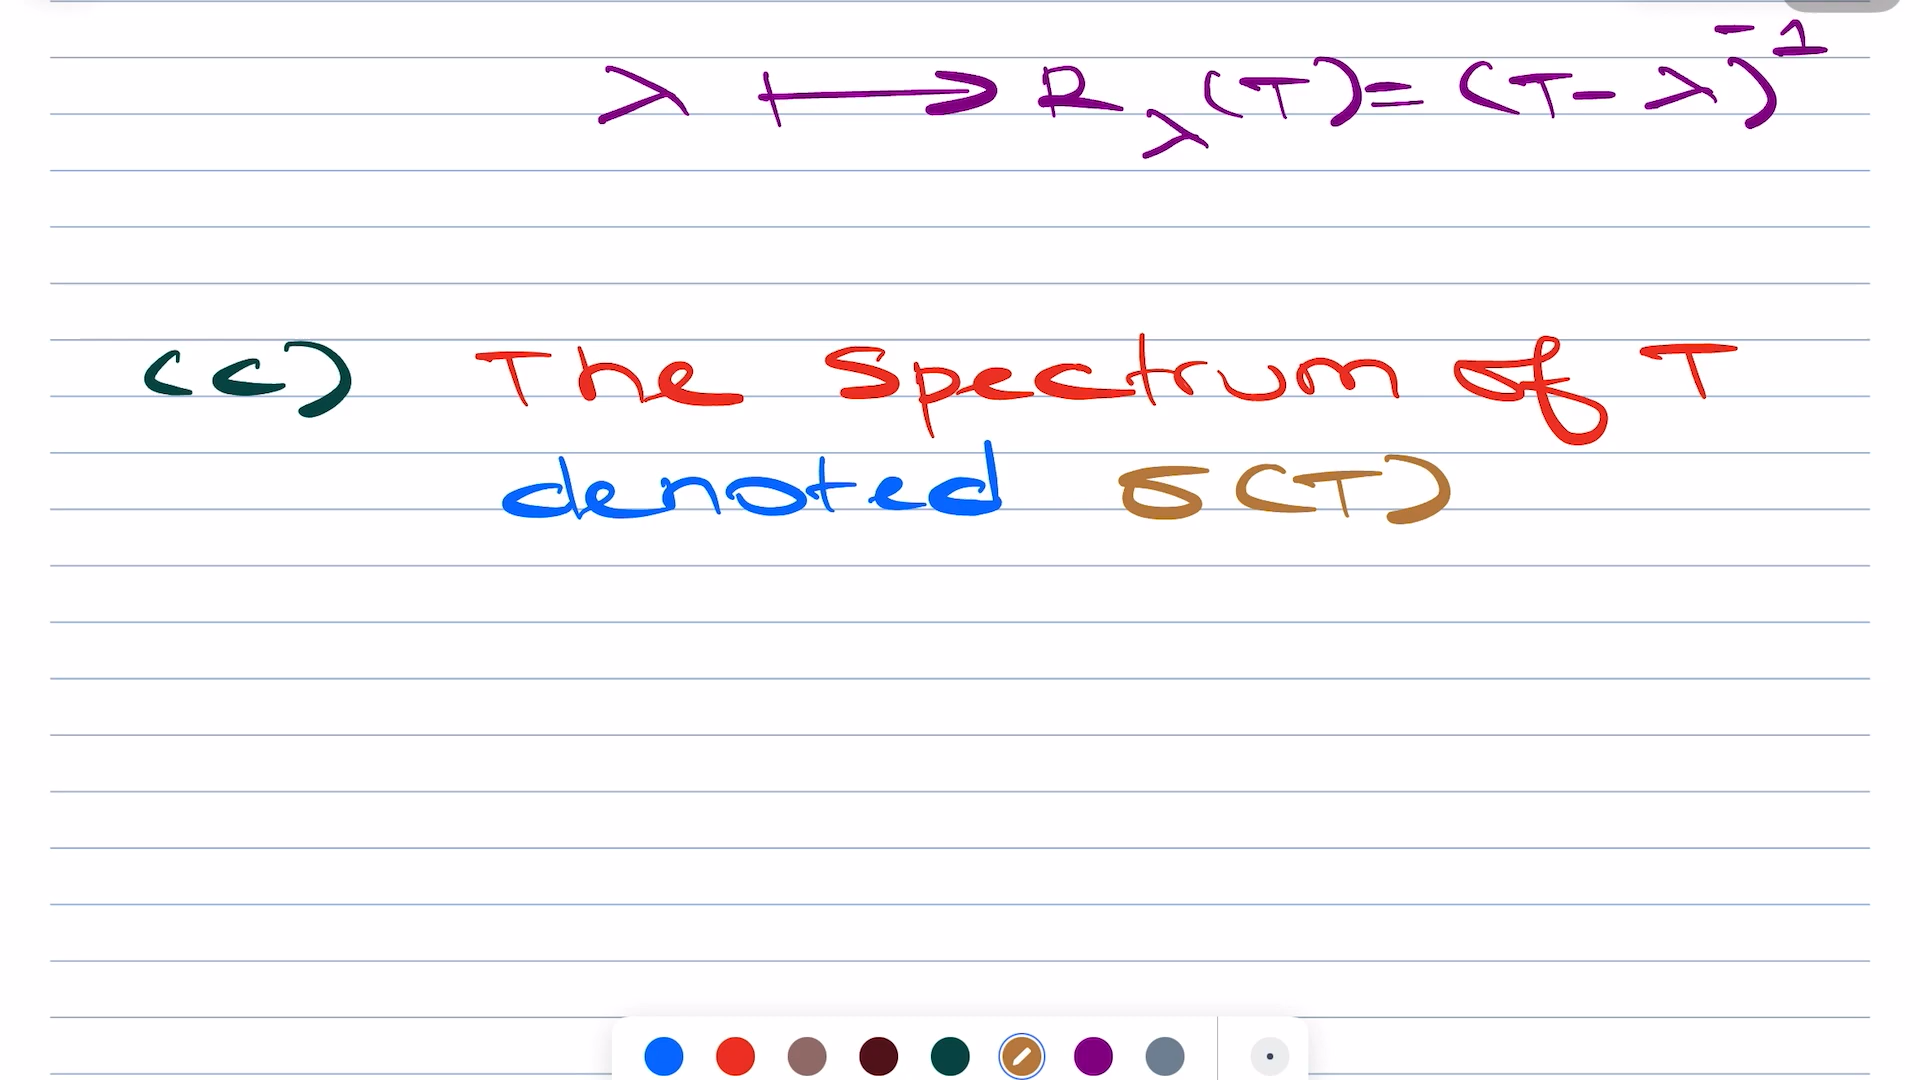 λ ⟼ R_λ(T) = (T - λ)^{-1}
(c) The Spectrum of T
denoted σ(T)